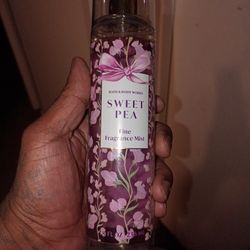 BATH & BODY WORKS
SWEET
PEA
Fine
Fragrance Mist